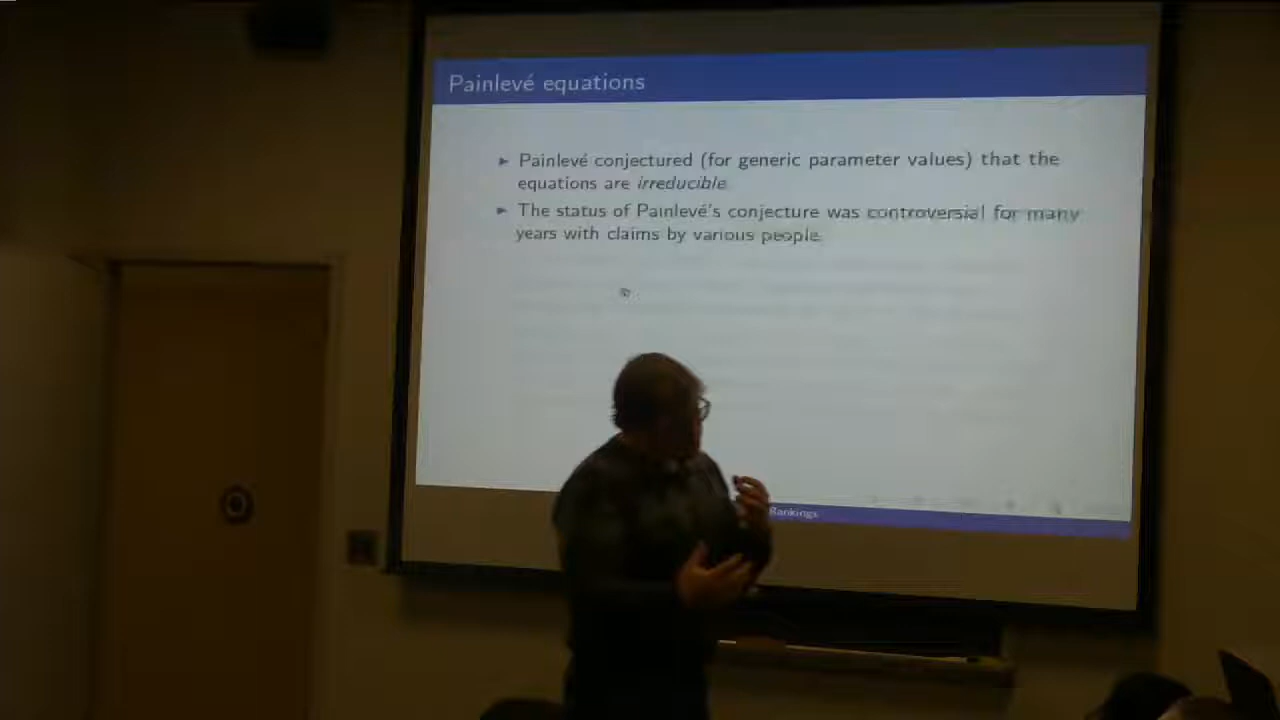 Painlevé equations
▶ Painlevé conjectured (for generic parameter values) that the
equations are irreducible
▶ The status of Painlevé's conjecture was controversial for many
years with claims by various people.
Rankings